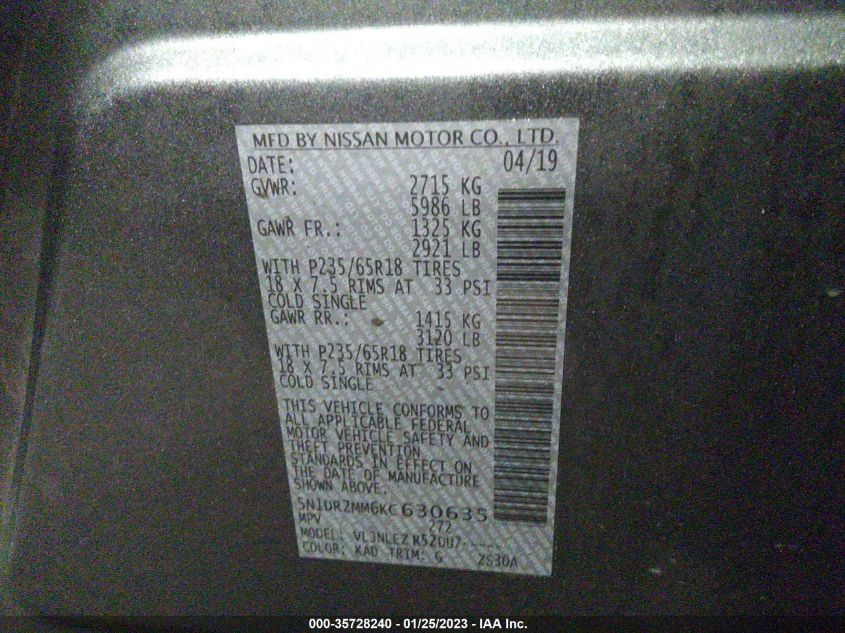 MFD BY NISSAN MOTOR CO., LTD.
DATE: 04/19
GVWR: 2715 KG
5986 LB
GAWR FR.: 1325 KG
2921 LB
WITH P235/65R18 TIRES
18 X 7.5 RIMS AT 33 PSI
COLD SINGLE
GAWR RR.: 1415 KG
3120 LB
WITH P235/65R18 TIRES
18 X 7.5 RIMS AT 33 PSI
COLD SINGLE
THIS VEHICLE CONFORMS TO
ALL APPLICABLE FEDERAL
MOTOR VEHICLE SAFETY AND
THEFT PREVENTION
STANDARDS IN EFFECT ON
THE DATE OF MANUFACTURE
SHOWN ABOVE.
5N1DR2MM6KC630635
MPV 272
MODEL: R52DU7----
COLOR: KAD TRIM: G ZS30A
000-35728240 - 01/25/2023 - IAA Inc.